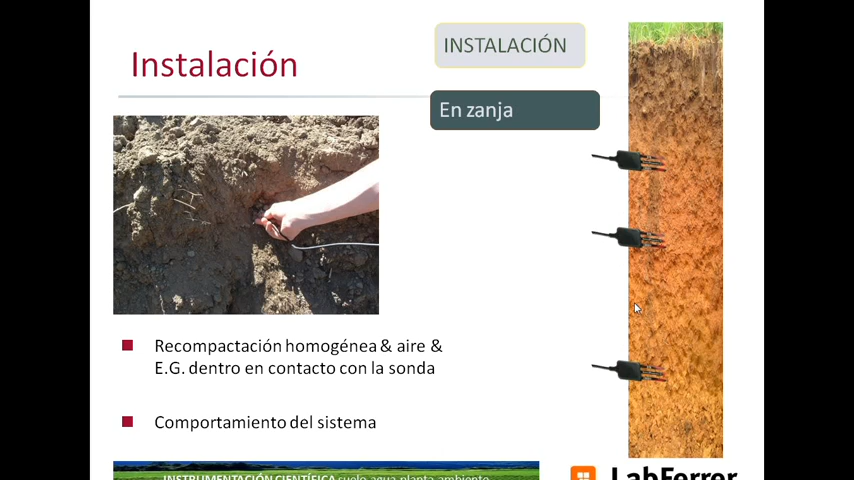 INSTALACIÓN
Instalación
En zanja
Recompactación homogénea & aire &
E.G. dentro en contacto con la sonda
Comportamiento del sistema
INSTRUMENTACIÓN CIENTÍFICA suelo agua planta ambiente
LabFerrer